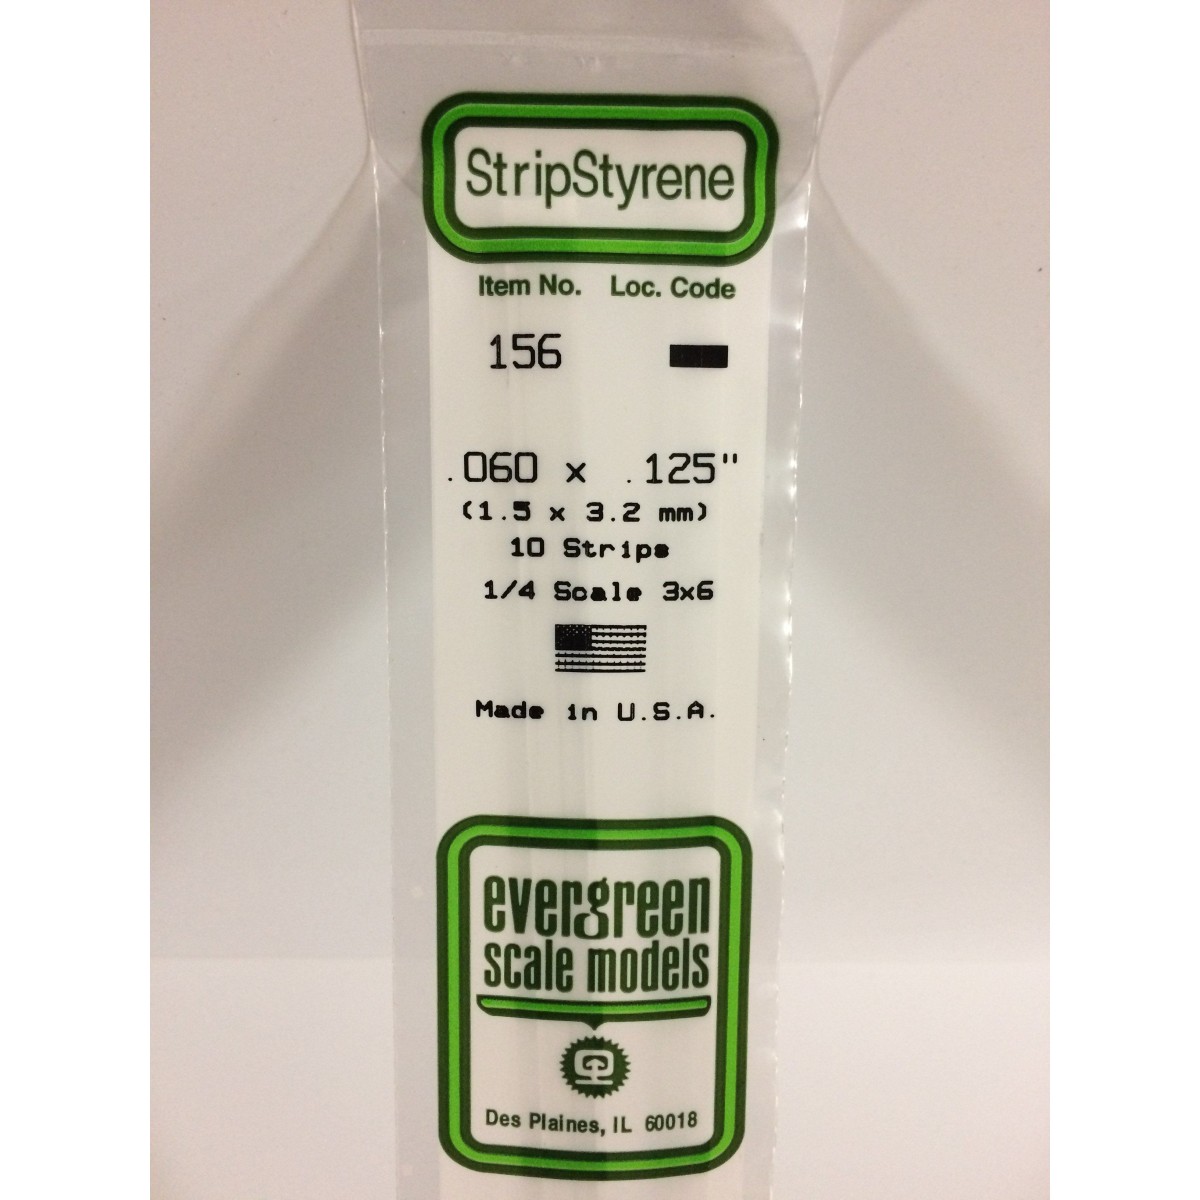 StripStyrene
Item No. Loc. Code
156
.060 x .125"
(1.5 x 3.2 mm)
10 Strips
1/4 Scale 3x6
Made in U.S.A.
evergreen
scale models
Des Plaines, IL 60018